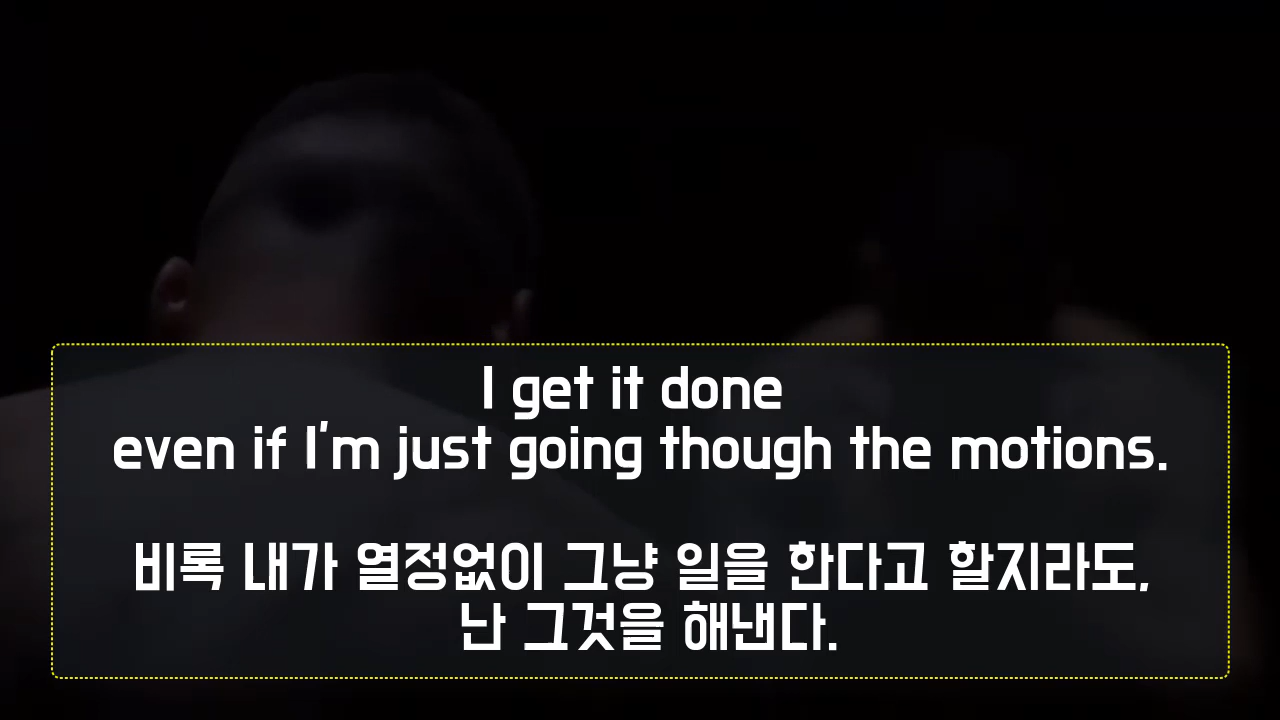 I get it done
even if I'm just going though the motions.
비록 내가 열정없이 그냥 일을 한다고 할지라도,
난 그것을 해낸다.